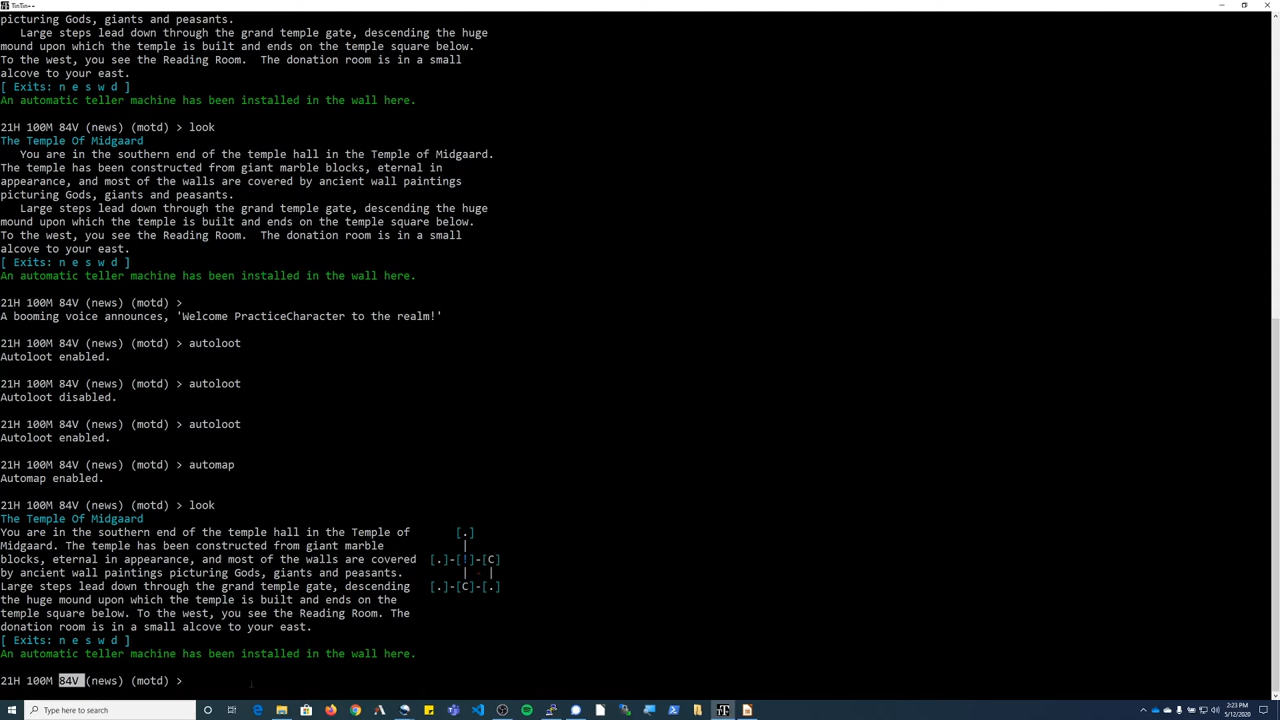 TinTin++
picturing Gods, giants and peasants.
Large steps lead down through the grand temple gate, descending the huge
mound upon which the temple is built and ends on the temple square below.
To the west, you see the Reading Room.  The donation room is in a small
alcove to your east.
[ Exits: n e s w d ]
An automatic teller machine has been installed in the wall here.
21H 100M 84V (news) (motd) > look
The Temple Of Midgaard
You are in the southern end of the temple hall in the Temple of Midgaard.
The temple has been constructed from giant marble blocks, eternal in
appearance, and most of the walls are covered by ancient wall paintings
picturing Gods, giants and peasants.
Large steps lead down through the grand temple gate, descending the huge
mound upon which the temple is built and ends on the temple square below.
To the west, you see the Reading Room.  The donation room is in a small
alcove to your east.
[ Exits: n e s w d ]
An automatic teller machine has been installed in the wall here.
21H 100M 84V (news) (motd) >
A booming voice announces, 'Welcome PracticeCharacter to the realm!'
21H 100M 84V (news) (motd) > autoloot
Autoloot enabled.
21H 100M 84V (news) (motd) > autoloot
Autoloot disabled.
21H 100M 84V (news) (motd) > autoloot
Autoloot enabled.
21H 100M 84V (news) (motd) > automap
Automap enabled.
21H 100M 84V (news) (motd) > look
The Temple Of Midgaard
You are in the southern end of the temple hall in the Temple of [.]
Midgaard. The temple has been constructed from giant marble |
blocks, eternal in appearance, and most of the walls are covered [.]-[!]-[C]
by ancient wall paintings picturing Gods, giants and peasants. | |
Large steps lead down through the grand temple gate, descending [.]-[C]-[.]
the huge mound upon which the temple is built and ends on the
temple square below. To the west, you see the Reading Room. The
donation room is in a small alcove to your east.
[ Exits: n e s w d ]
An automatic teller machine has been installed in the wall here.
21H 100M 84V (news) (motd) >
Type here to search
2:23 PM
5/12/2020